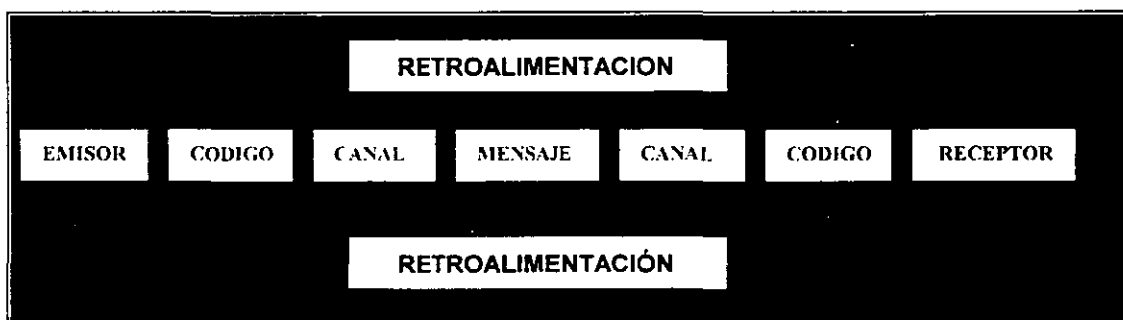 RETROALIMENTACION
EMISOR CODIGO CANAL MENSAJE CANAL CODIGO RECEPTOR
RETROALIMENTACIÓN